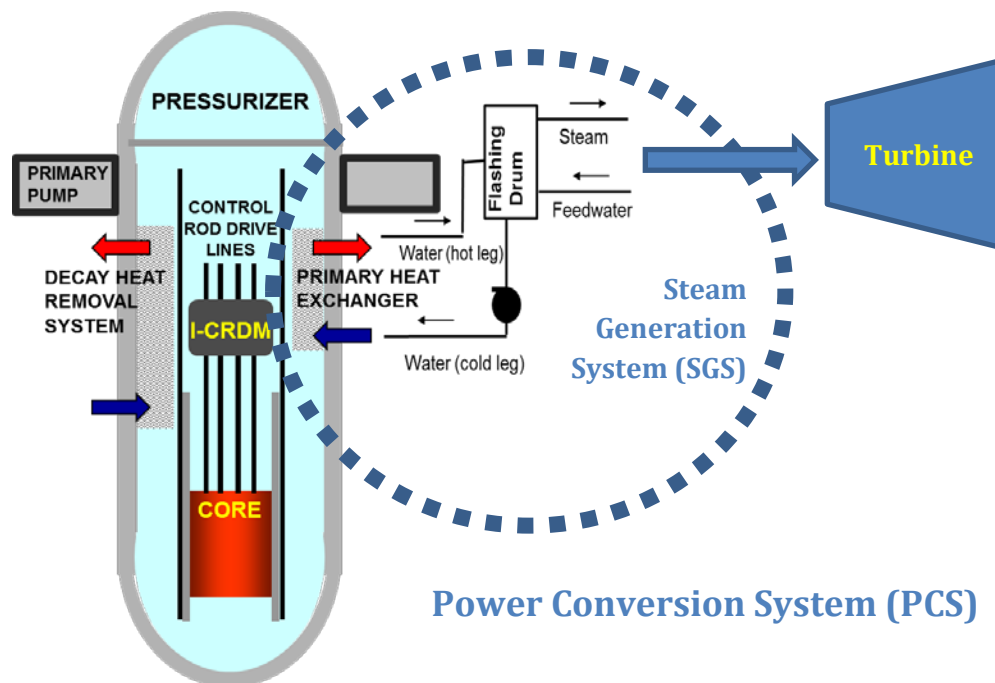 PRESSURIZER
PRIMARY
PUMP
CONTROL
ROD DRIVE
LINES
DECAY HEAT
REMOVAL
SYSTEM
PRIMARY HEAT
EXCHANGER
I-CRDM
CORE
Flashing
Drum
Steam
Feedwater
Water (hot leg)
Water (cold leg)
Steam
Generation
System (SGS)
Turbine
Power Conversion System (PCS)